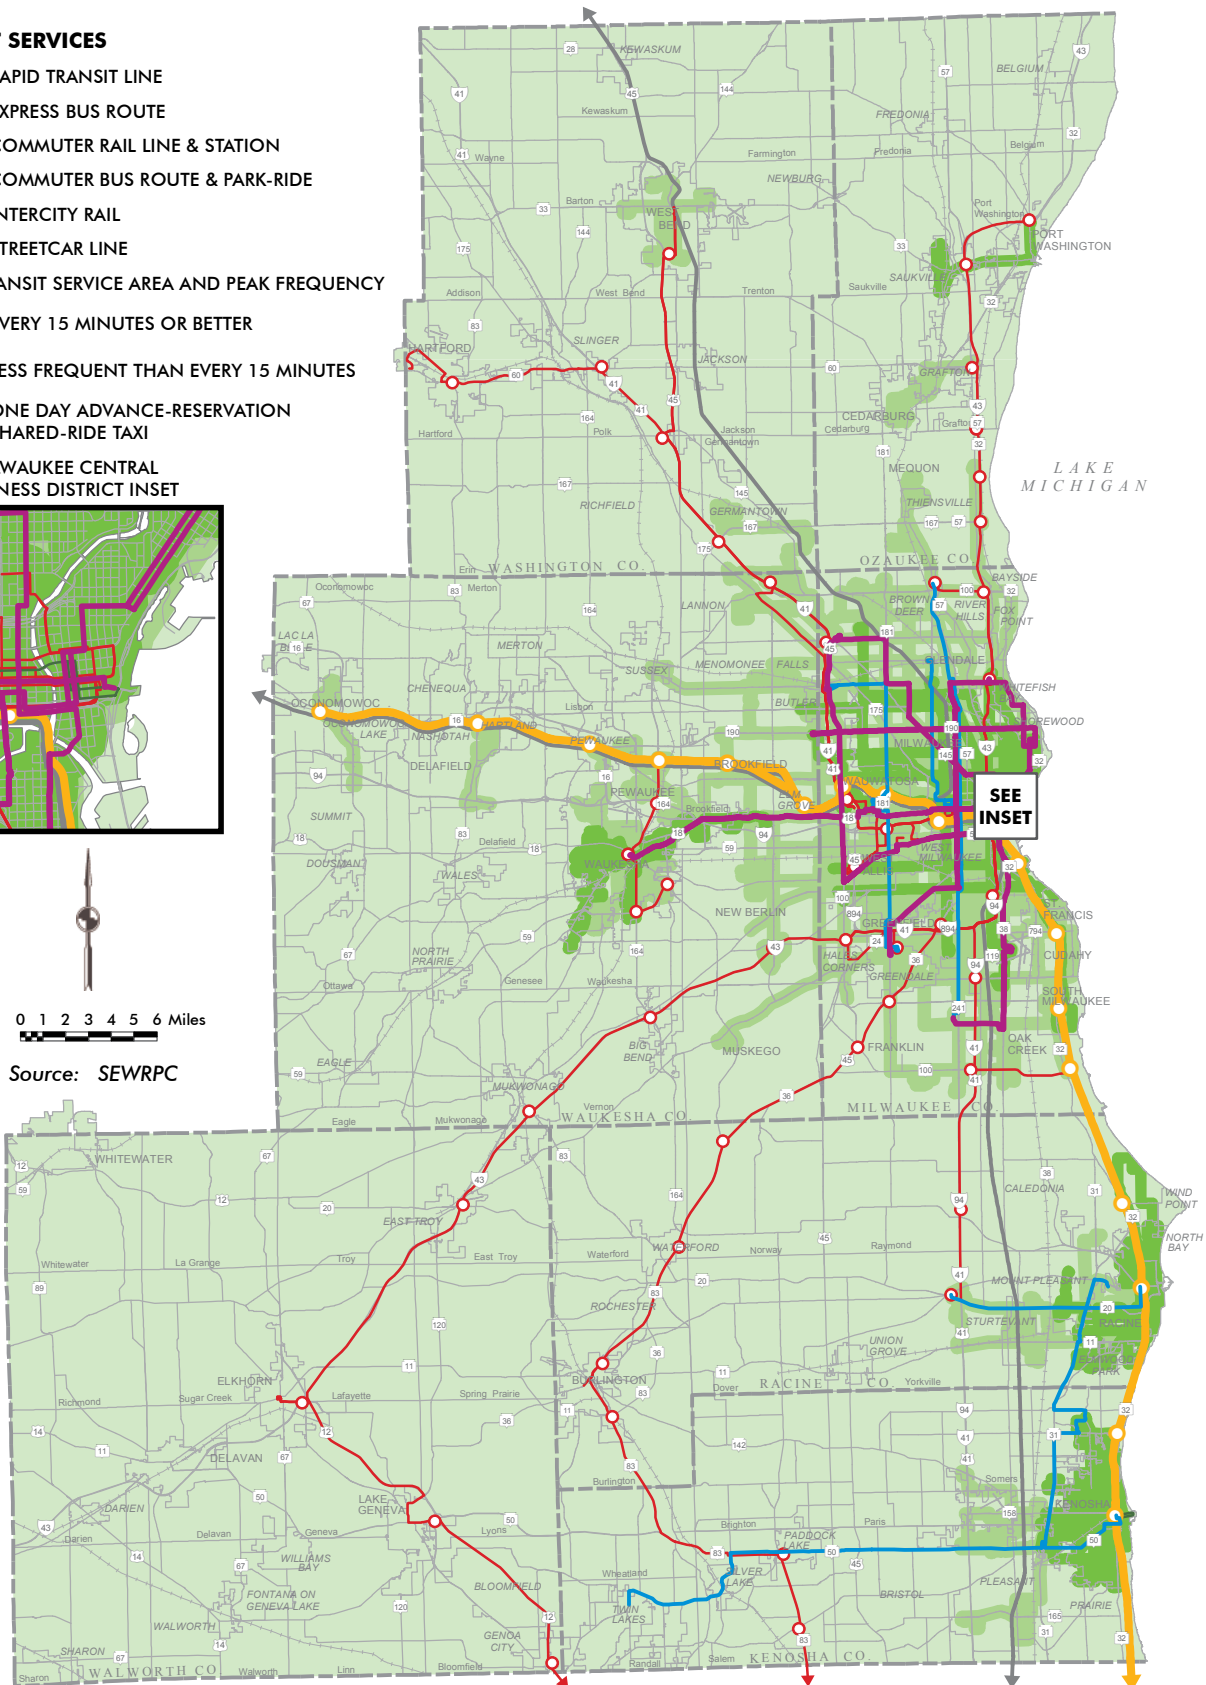 T SERVICES
APID TRANSIT LINE
XPRESS BUS ROUTE
COMMUTER RAIL LINE & STATION
COMMUTER BUS ROUTE & PARK-RIDE
NTERCITY RAIL
TREETCAR LINE
ANSIT SERVICE AREA AND PEAK FREQUENCY
VERY 15 MINUTES OR BETTER
ESS FREQUENT THAN EVERY 15 MINUTES
ONE DAY ADVANCE-RESERVATION
HARED-RIDE TAXI
WAUKEE CENTRAL
NESS DISTRICT INSET
0 1 2 3 4 5 6 Miles
Source: SEWRPC
KEWASKUM
BELGIUM
Kewaskum
FREDONIA
Wayne
Farmington
Fredonia
Belgium
NEWBURG
Barton
WEST
BEND
Port
Washington
PORT
WASHINGTON
SAUKVILLE
Addison
West Bend
Trenton
Saukville
HARTFORD
SLINGER
JACKSON
GRAFTON
CEDARBURG
Hartford
Polk
Jackson
Germantown
Cedarburg
MEQUON
LAKE
MICHIGAN
RICHFIELD
GERMANTOWN
THIENSVILLE
Erin
WASHINGTON CO.
OZAUKEE CO.
BAYSIDE
Oconomowoc
Merton
LANNON
BROWN
DEER
RIVER
HILLS
FOX
POINT
MERTON
SUSSEX
MENOMONEE FALLS
GLENDALE
CHENEQUA
Lisbon
BUTLER
WHITEFISH
SHOREWOOD
OCONOMOWOC
OCONOMOWOC
LAKE
NASHOTAH
HARTLAND
PEWAUKEE
MILWAUKEE
DELAFIELD
BROOKFIELD
WAUWATOSA
ELM
GROVE
PEWAUKEE
Brookfield
SEE
INSET
SUMMIT
Delafield
DOUSMAN
WALES
WAUKESHA
WEST
MILWAUKEE
WEST
ALLIS
NEW BERLIN
ST.
FRANCIS
GREENFIELD
NORTH
PRAIRIE
HALES
CORNERS
CUDAHY
GREENDALE
Ottawa
Genesee
Waukesha
SOUTH
MILWAUKEE
BIG
BEND
MUSKEGO
FRANKLIN
OAK
CREEK
EAGLE
MUKWONAGO
Vernon
Eagle
Mukwonago
WAUKESHA CO.
MILWAUKEE CO.
WHITEWATER
CALEDONIA
WIND
POINT
EAST TROY
NORTH
BAY
Whitewater
La Grange
Troy
East Troy
Waterford
WATERFORD
Norway
Raymond
MOUNT PLEASANT
ROCHESTER
STURTEVANT
RACINE
UNION
GROVE
ELMWOOD
PARK
ELKHORN
BURLINGTON
Richmond
Sugar Creek
Lafayette
Spring Prairie
Dover
RACINE CO.
Yorkville
DELAVAN
Burlington
Somers
DARIEN
LAKE
GENEVA
KENOSHA
Darien
Delavan
Geneva
Lyons
Brighton
Paris
PADDOCK
LAKE
WILLIAMS
BAY
Wheatland
SILVER
LAKE
BLOOMFIELD
FONTANA ON
GENEVA LAKE
TWIN
LAKES
BRISTOL
PLEASANT
PRAIRIE
WALWORTH
GENOA
CITY
SHARON
Sharon
WALWORTH CO.
Walworth
Linn
Bloomfield
Randall
Salem
KENOSHA CO.